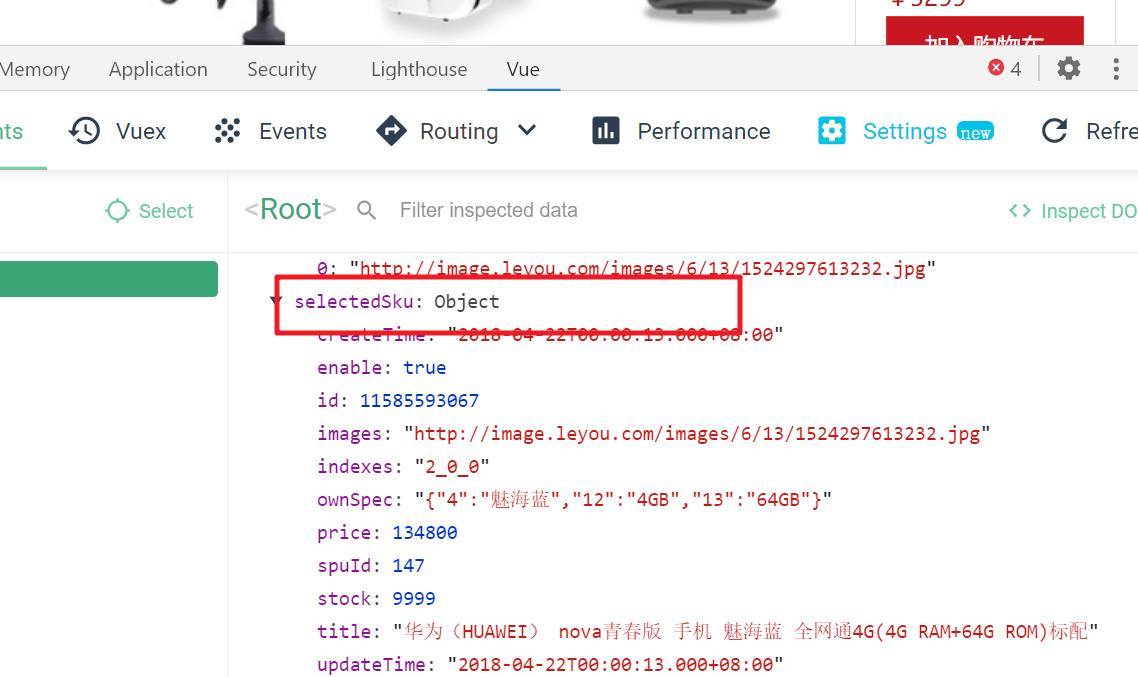 ¥3299
加入购物车
Memory Application Security Lighthouse Vue 4
nts Vuex Events Routing Performance Settings new Refre
Select <Root> Filter inspected data Inspect DO
0: "http://image.leyou.com/images/6/13/1524297613232.jpg"
selectedSku: Object
createTime: "2018-04-22T00:00:13.000+08:00"
enable: true
id: 11585593067
images: "http://image.leyou.com/images/6/13/1524297613232.jpg"
indexes: "2_0_0"
ownSpec: "{"4":"魅海蓝","12":"4GB","13":"64GB"}"
price: 134800
spuId: 147
stock: 9999
title: "华为（HUAWEI） nova青春版 手机 魅海蓝 全网通4G(4G RAM+64G ROM)标配"
updateTime: "2018-04-22T00:00:13.000+08:00"